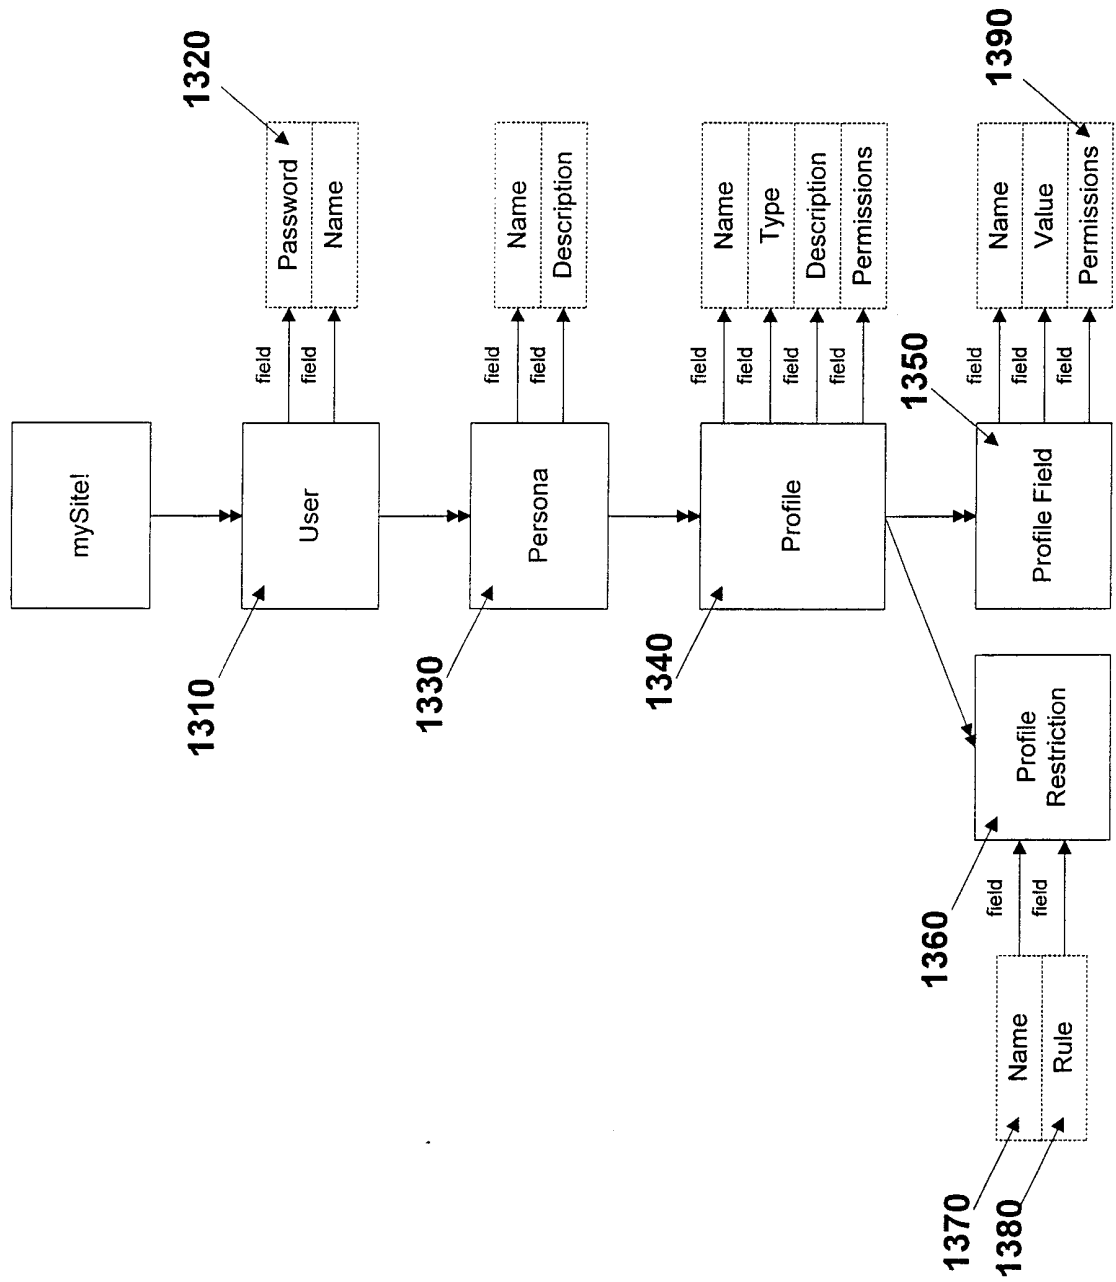 mySite!
1310
User
field
Password
1320
field
Name
1330
Persona
field
Name
field
Description
1340
Profile
field
Name
field
Type
field
Description
field
Permissions
1350
Profile Field
field
Name
field
Value
field
Permissions
1390
1360
Profile
Restriction
field
field
1370
Name
1380
Rule